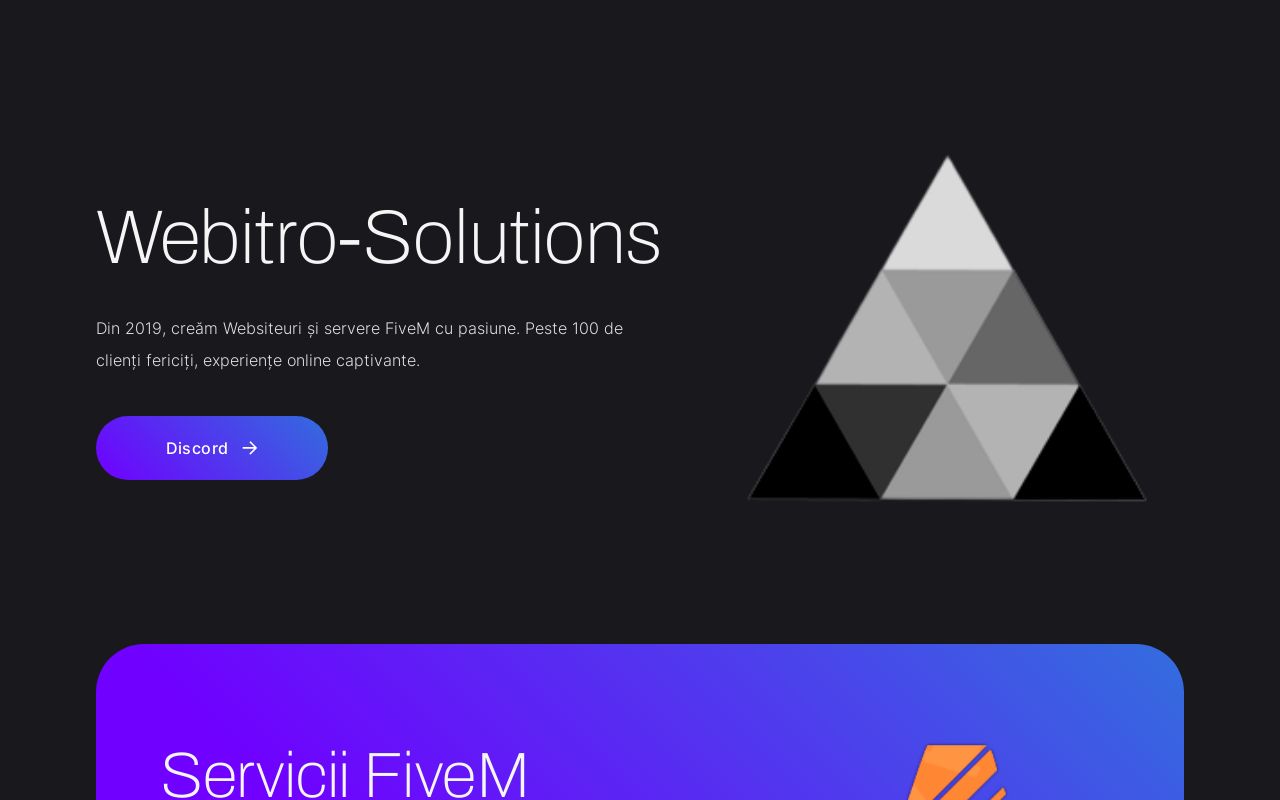 Webitro-Solutions
Din 2019, creăm Websiteuri și servere FiveM cu pasiune. Peste 100 de
clienți fericiți, experiențe online captivante.
Discord
Servicii FiveM